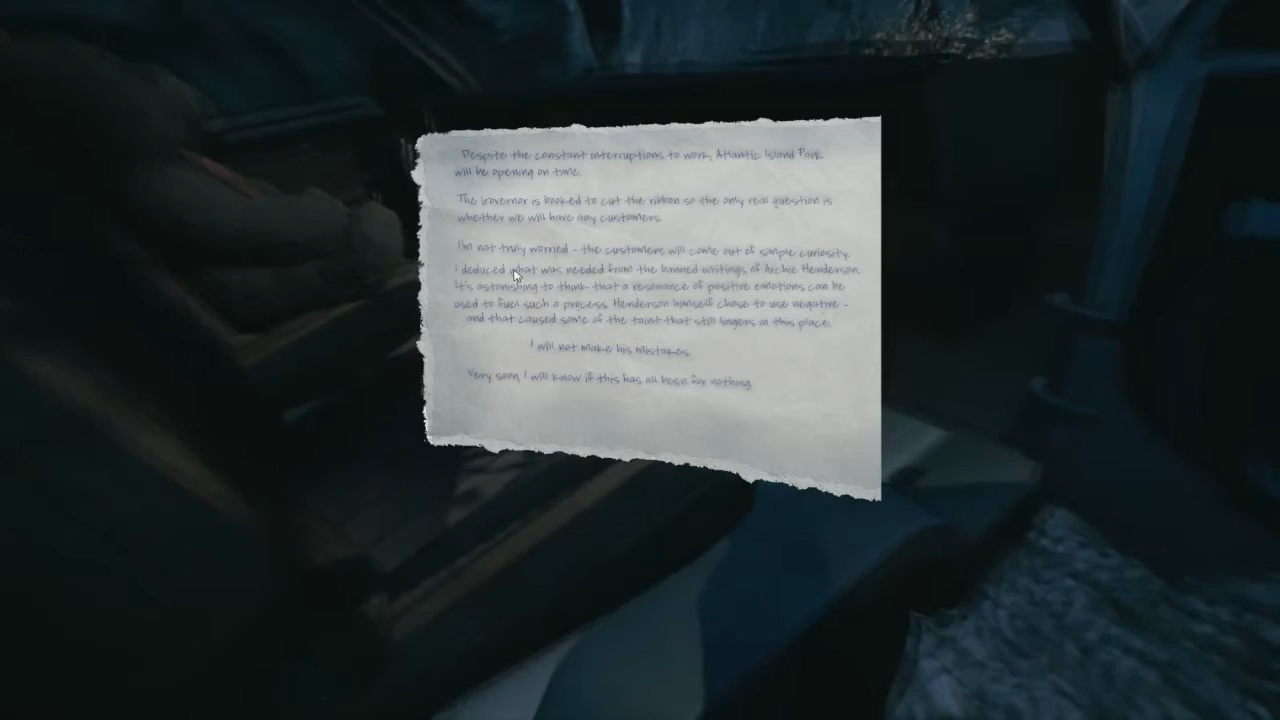 Despite the constant interruptions to work, Atlantic Island Park
will be opening on time.
The Governor is booked to cut the ribbon so the only real question is
whether we will have any customers.
I'm not truly worried - the customers will come out of simple curiosity.
I deduced what was needed from the banned writings of Archie Henderson.
It's astonishing to think that a resonance of positive emotions can be
used to fuel such a process. Henderson himself chose to use negative -
and that caused some of the taint that still lingers in this place.
I will not make his mistakes.
Very soon, I will know if this has all been for nothing.